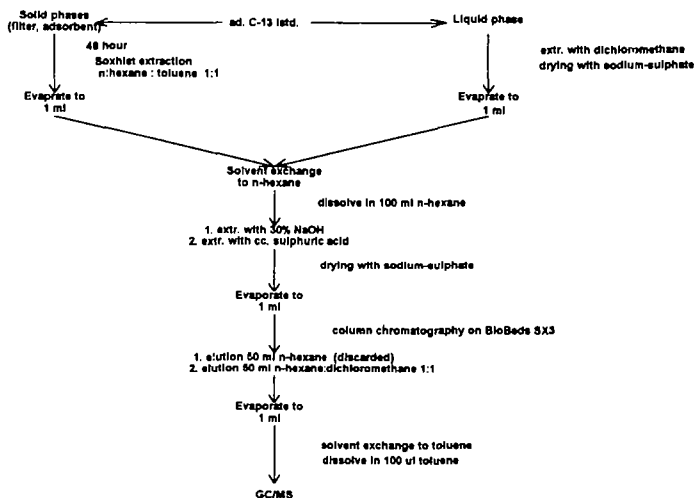 Solid phases
(filter, adsorbent)
ad. C-13 istd.
Liquid phase
48 hour
Soxhlet extraction
n:hexane : toluene 1:1
extr. with dichloromethane
drying with sodium-sulphate
Evaprate to
1 ml
Evaporate to
1 ml
Solvent exchange
to n-hexane
dissolve in 100 ml n-hexane
1. extr. with 30% NaOH
2. extr. with cc. sulphuric acid
drying with sodium-sulphate
Evaporate to
1 ml
column chromatography on BioBeds SX3
1. elution 50 ml n-hexane (discarded)
2. elution 50 ml n-hexane:dichloromethane 1:1
Evaporate to
1 ml
solvent exchange to toluene
dissolve in 100 ul toluene
GC/MS